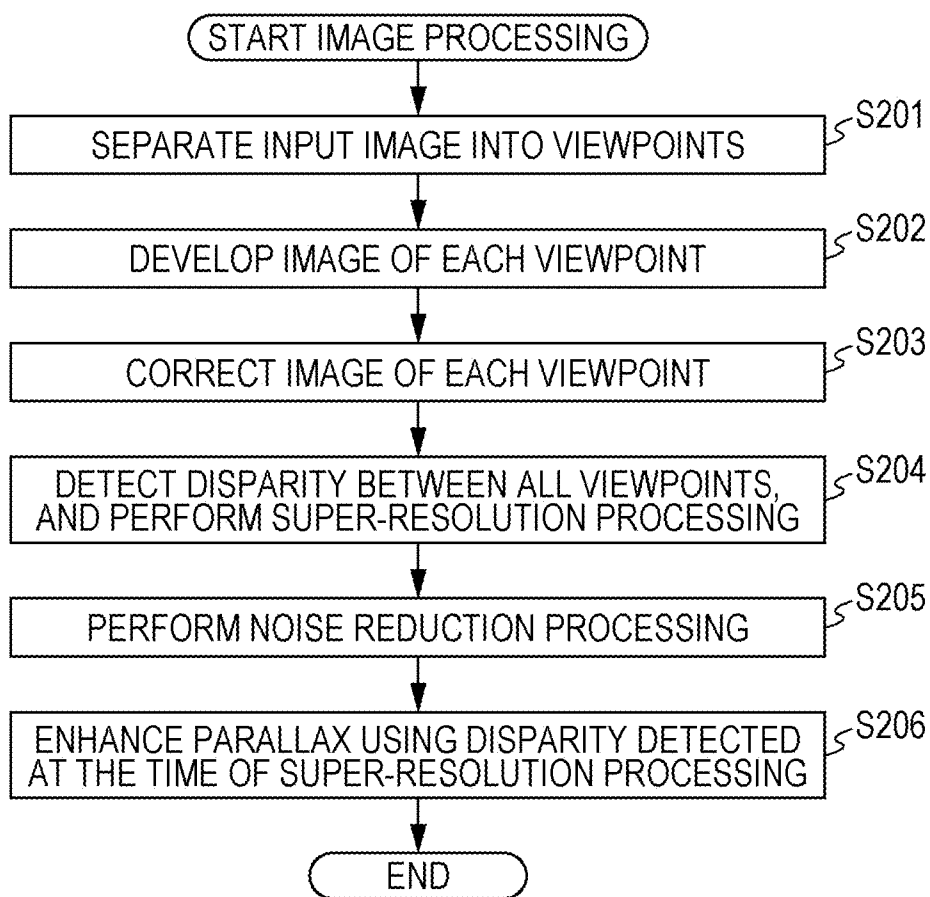 START IMAGE PROCESSING
S201
SEPARATE INPUT IMAGE INTO VIEWPOINTS
S202
DEVELOP IMAGE OF EACH VIEWPOINT
S203
CORRECT IMAGE OF EACH VIEWPOINT
S204
DETECT DISPARITY BETWEEN ALL VIEWPOINTS,
AND PERFORM SUPER-RESOLUTION PROCESSING
S205
PERFORM NOISE REDUCTION PROCESSING
S206
ENHANCE PARALLAX USING DISPARITY DETECTED
AT THE TIME OF SUPER-RESOLUTION PROCESSING
END